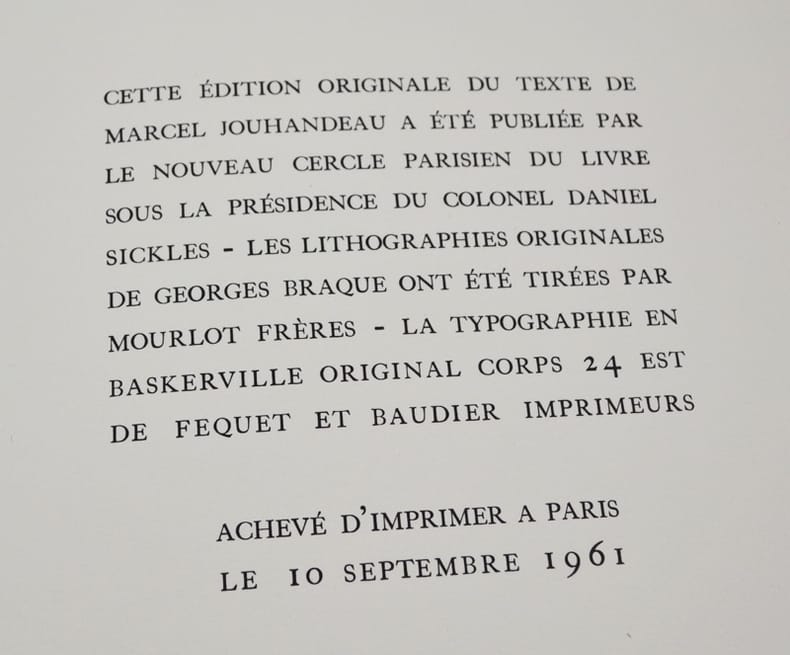 CETTE ÉDITION ORIGINALE DU TEXTE DE
MARCEL JOUHANDEAU A ÉTÉ PUBLIÉE PAR
LE NOUVEAU CERCLE PARISIEN DU LIVRE
SOUS LA PRÉSIDENCE DU COLONEL DANIEL
SICKLES - LES LITHOGRAPHIES ORIGINALES
DE GEORGES BRAQUE ONT ÉTÉ TIRÉES PAR
MOURLOT FRÈRES - LA TYPOGRAPHIE EN
BASKERVILLE ORIGINAL CORPS 24 EST
DE FEQUET ET BAUDIER IMPRIMEURS
ACHEVÉ D'IMPRIMER A PARIS
LE 10 SEPTEMBRE 1961